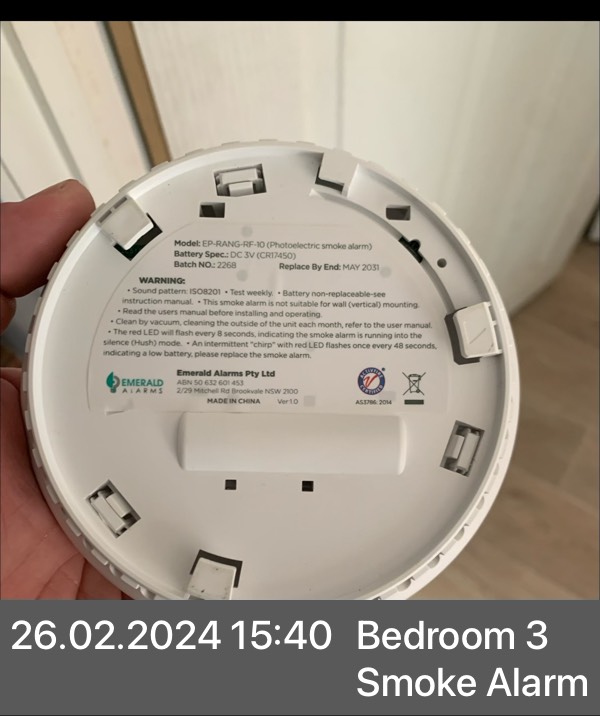 Model: EP-RANG-RF-10 (Photoelectric smoke alarm)
Battery Spec.: DC 3V (CR17450)
Batch NO.: 2268 Replace By End: MAY 2031
WARNING:
• Sound pattern: ISO8201 • Test weekly. • Battery non-replaceable-see
instruction manual. • This smoke alarm is not suitable for wall (vertical) mounting.
• Read the users manual before installing and operating.
• Clean by vacuum, cleaning the outside of the unit each month, refer to the user manual.
• The red LED will flash every 8 seconds, indicating the smoke alarm is running into the
silence (Hush) mode. • An intermittent "chirp" with red LED flashes once every 48 seconds,
indicating a low battery, please replace the smoke alarm.
EMERALD
ALARMS
Emerald Alarms Pty Ltd
ABN 50 632 601 453
2/29 Mitchell Rd Brookvale NSW 2100
MADE IN CHINA Ver1.0
AS3786: 2014
26.02.2024 15:40 Bedroom 3
Smoke Alarm